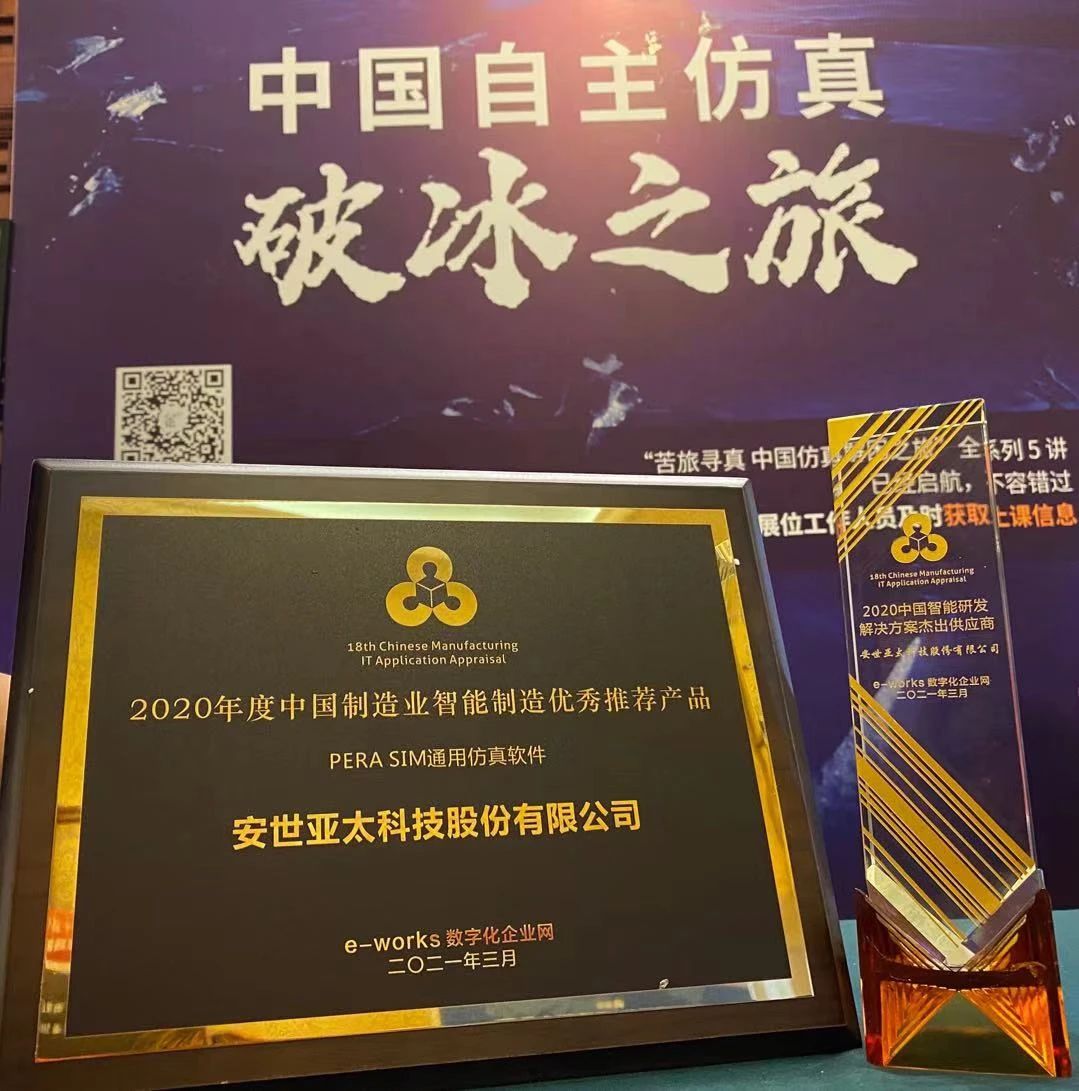 中国自主仿真
破冰之旅
“苦旅寻真 中国仿真
之旅”全系列5讲
已经启航，不容错过
展位工作人员及时获取上课信息
18th Chinese Manufacturing
IT Application Appraisal
2020年度中国制造业智能制造优秀推荐产品
PERA SIM通用仿真软件
安世亚太科技股份有限公司
e-works 数字化企业网
二〇二一年三月
18th Chinese Manufacturing
IT Application Appraisal
2020中国智能研发
解决方案杰出供应商
安世亚太科技股份有限公司
e-works 数字化企业网
二〇二一年三月